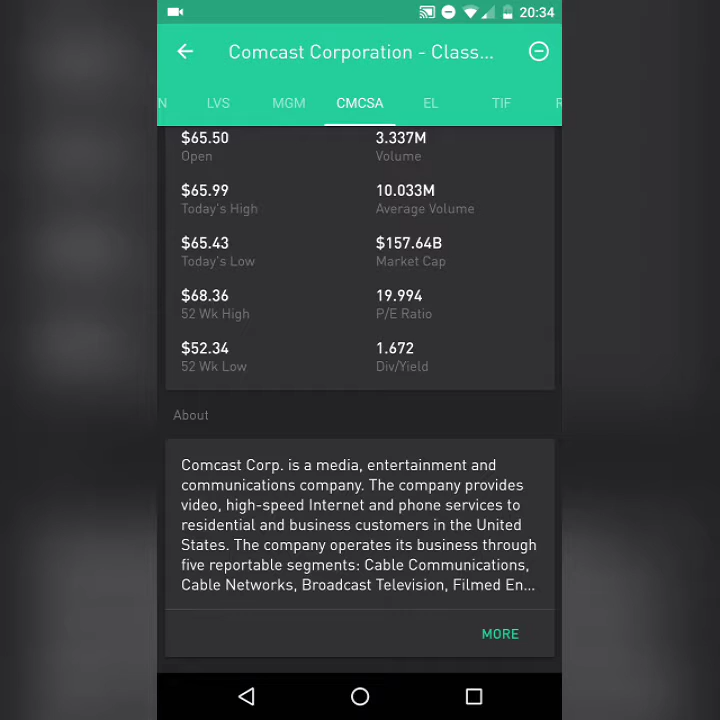 20:34
Comcast Corporation - Class...
N LVS MGM CMCSA EL TIF
$65.50 3.337M
Open Volume
$65.99 10.033M
Today's High Average Volume
$65.43 $157.64B
Today's Low Market Cap
$68.36 19.994
52 Wk High P/E Ratio
$52.34 1.672
52 Wk Low Div/Yield
About
Comcast Corp. is a media, entertainment and
communications company. The company provides
video, high-speed Internet and phone services to
residential and business customers in the United
States. The company operates its business through
five reportable segments: Cable Communications,
Cable Networks, Broadcast Television, Filmed En...
MORE